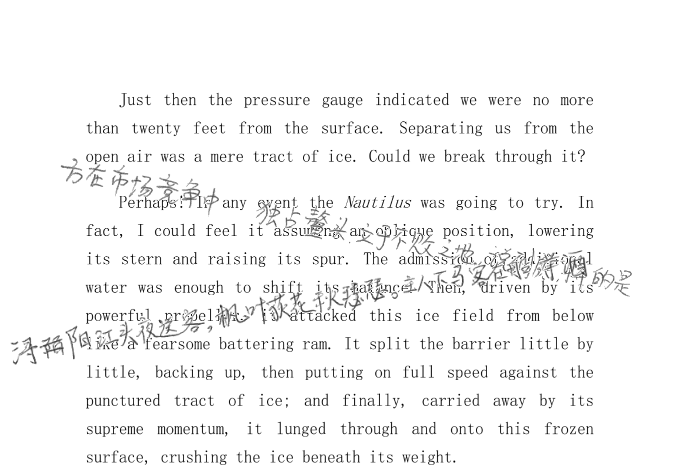 Just then the pressure gauge indicated we were no more
than twenty feet from the surface. Separating us from the
open air was a mere tract of ice. Could we break through it?
方在市场竞争中
Perhaps! In any event the Nautilus was going to try. In
独占鳌头,立于不败之地
fact, I could feel it assuming an oblique position, lowering
its stern and raising its spur. The admission of additional
water was enough to shift its balance. Then, driven by its
powerful propeller, it attacked this ice field from below
浔阳江头夜送客,枫叶荻花秋瑟瑟。主人下马客在船 酒的是
like a fearsome battering ram. It split the barrier little by
little, backing up, then putting on full speed against the
punctured tract of ice; and finally, carried away by its
supreme momentum, it lunged through and onto this frozen
surface, crushing the ice beneath its weight.